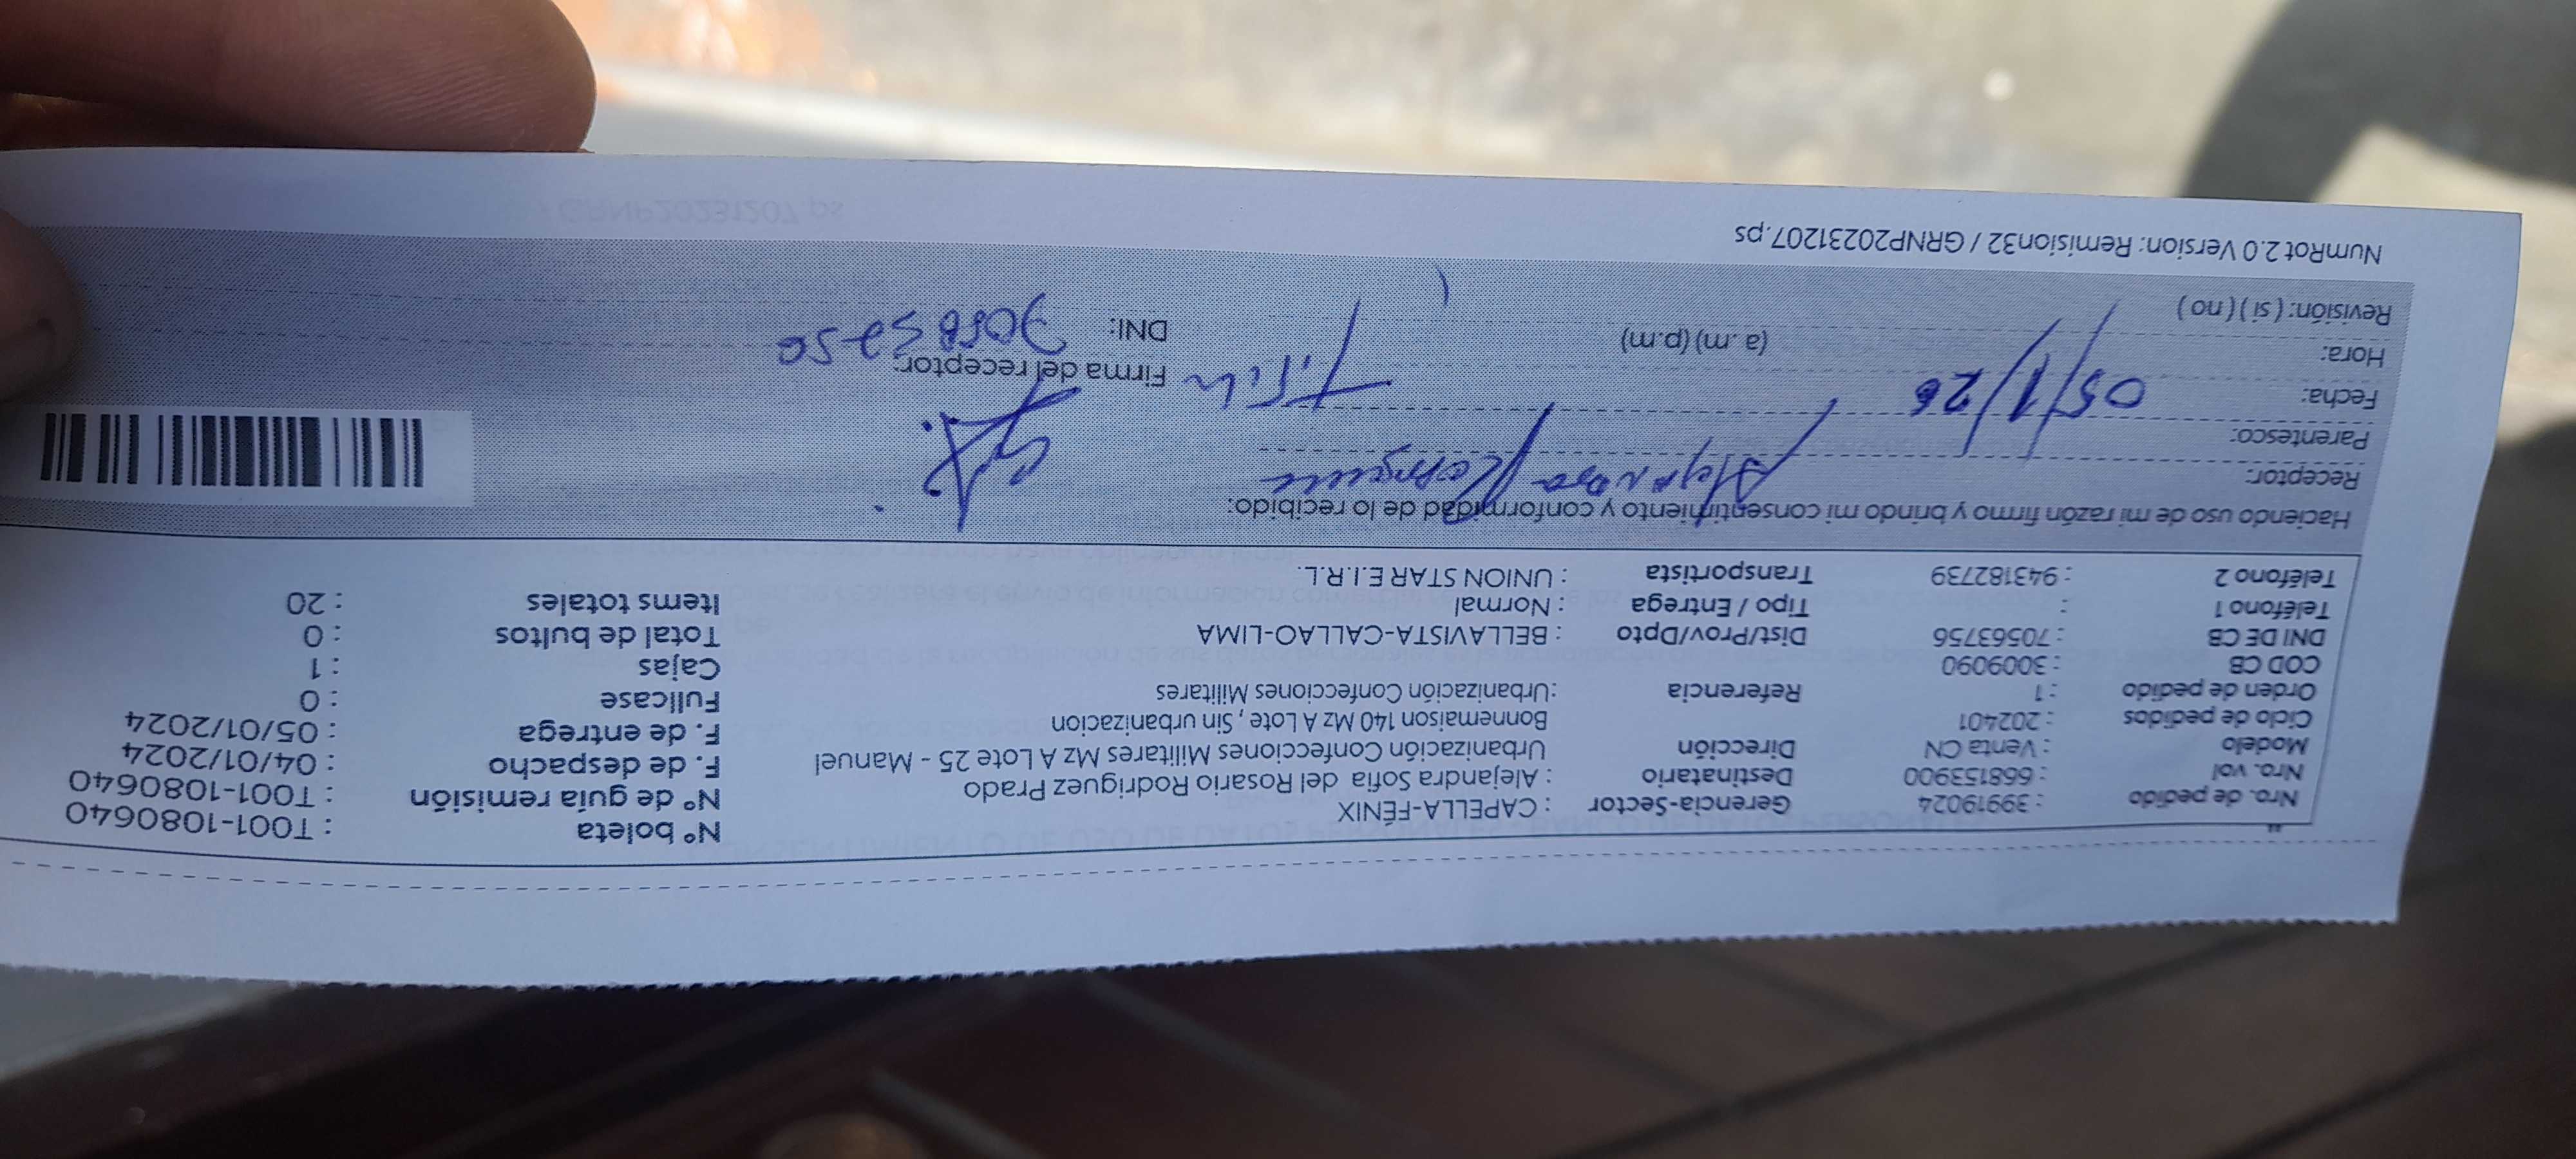 Nro. de pedido : 39919024 Gerencia-Sector : CAPELLA-FÉNIX Nº boleta : T001-1080640
Nro. vol : 668153900 Destinatario : Alejandra Sofia del Rosario Rodriguez Prado Nº de guía remisión : T001-1080640
Modelo : Venta CN Dirección Urbanización Confecciones Militares Mz A Lote 25 - Manuel F. de despacho : 04/01/2024
Ciclo de pedidos : 202401 Bonnemaison 140 Mz A Lote , Sin urbanizacion F. de entrega : 05/01/2024
Orden de pedido : 1 Referencia :Urbanización Confecciones Militares Fullcase : 0
COD CB : 3009090 Cajas : 1
DNI DE CB : 70563756 Dist/Prov/Dpto : BELLAVISTA-CALLAO-LIMA Total de bultos : 0
Teléfono 1 : Tipo / Entrega : Normal Items totales : 20
Teléfono 2 : 943182739 Transportista : UNION STAR E.I.R.L.
Haciendo uso de mi razón firmo y brindo mi consentimiento y conformidad de lo recibido:
Receptor:
Parentesco:
Fecha: 05/1/
Hora: (a .m) (p.m) Firma del receptor:
Revisión: ( si ) ( no ) DNI:
NumRot 2.0 Version: Remision32 / GRNP20231207.ps